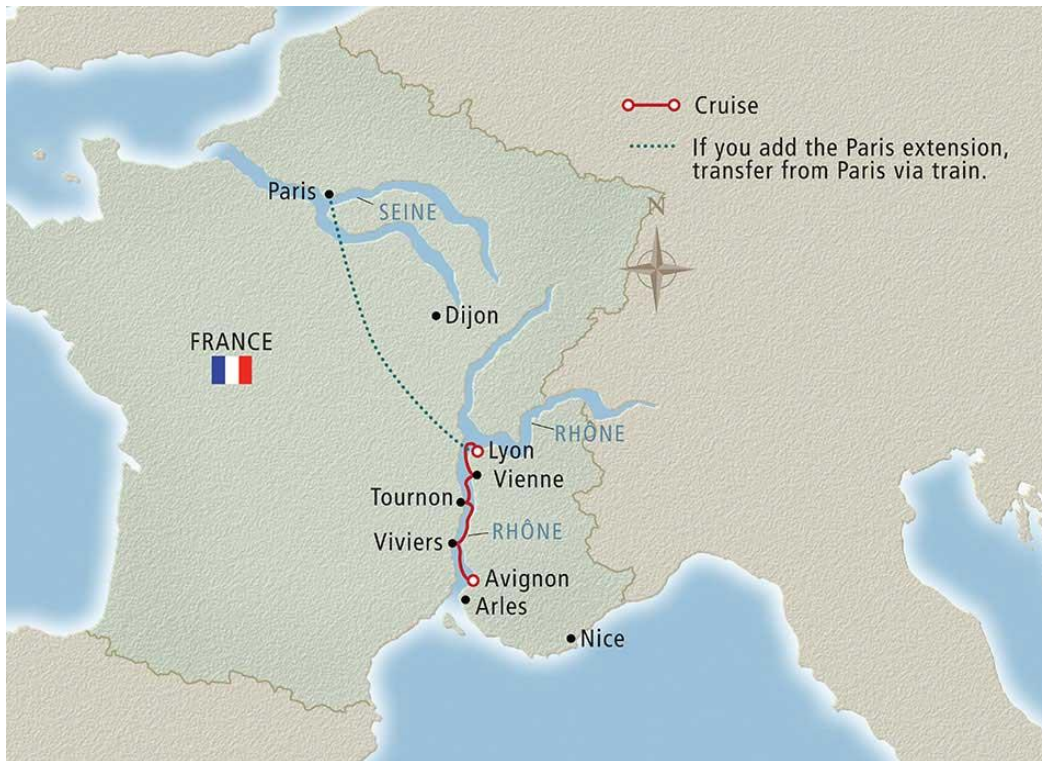 Cruise
If you add the Paris extension,
transfer from Paris via train.
Paris
SEINE
N
Dijon
FRANCE
RHÔNE
Lyon
Vienne
Tournon
RHÔNE
Viviers
Avignon
Arles
Nice